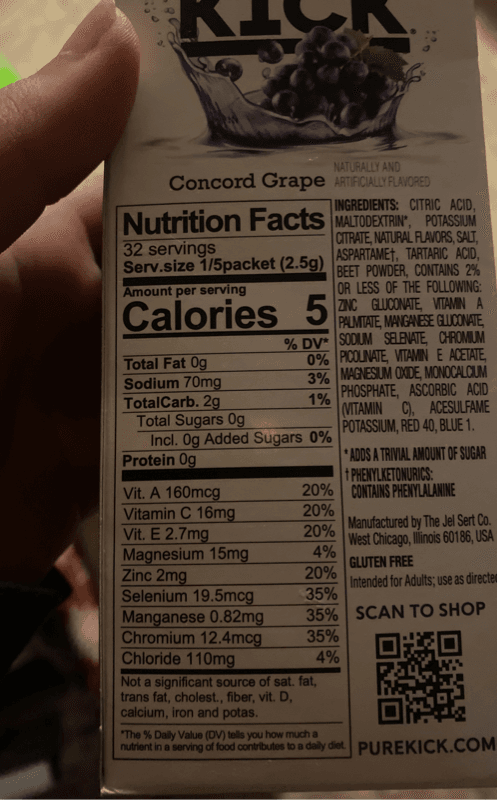 KICK
Concord Grape
NATURALLY AND
ARTIFICIALLY FLAVORED
Nutrition Facts
32 servings
Serv.size 1/5packet (2.5g)
Amount per serving
Calories 5
% DV*
Total Fat 0g 0%
Sodium 70mg 3%
TotalCarb. 2g 1%
Total Sugars 0g
Incl. 0g Added Sugars 0%
Protein 0g
Vit. A 160mcg 20%
Vitamin C 16mg 20%
Vit. E 2.7mg 20%
Magnesium 15mg 4%
Zinc 2mg 20%
Selenium 19.5mcg 35%
Manganese 0.82mg 35%
Chromium 12.4mcg 35%
Chloride 110mg 4%
Not a significant source of sat. fat,
trans fat, cholest., fiber, vit. D,
calcium, iron and potas.
*The % Daily Value (DV) tells you how much a
nutrient in a serving of food contributes to a daily diet.
INGREDIENTS: CITRIC ACID,
MALTODEXTRIN*, POTASSIUM
CITRATE, NATURAL FLAVORS, SALT,
ASPARTAME†, TARTARIC ACID,
BEET POWDER, CONTAINS 2%
OR LESS OF THE FOLLOWING:
ZINC GLUCONATE, VITAMIN A
PALMITATE, MANGANESE GLUCONATE,
SODIUM SELENATE, CHROMIUM
PICOLINATE, VITAMIN E ACETATE,
MAGNESIUM OXIDE, MONOCALCIUM
PHOSPHATE, ASCORBIC ACID
(VITAMIN C), ACESULFAME
POTASSIUM, RED 40, BLUE 1.
*ADDS A TRIVIAL AMOUNT OF SUGAR
† PHENYLKETONURICS:
CONTAINS PHENYLALANINE
Manufactured by The Jel Sert Co.
West Chicago, Illinois 60186, USA
GLUTEN FREE
Intended for Adults; use as directe
SCAN TO SHOP
PUREKICK.COM